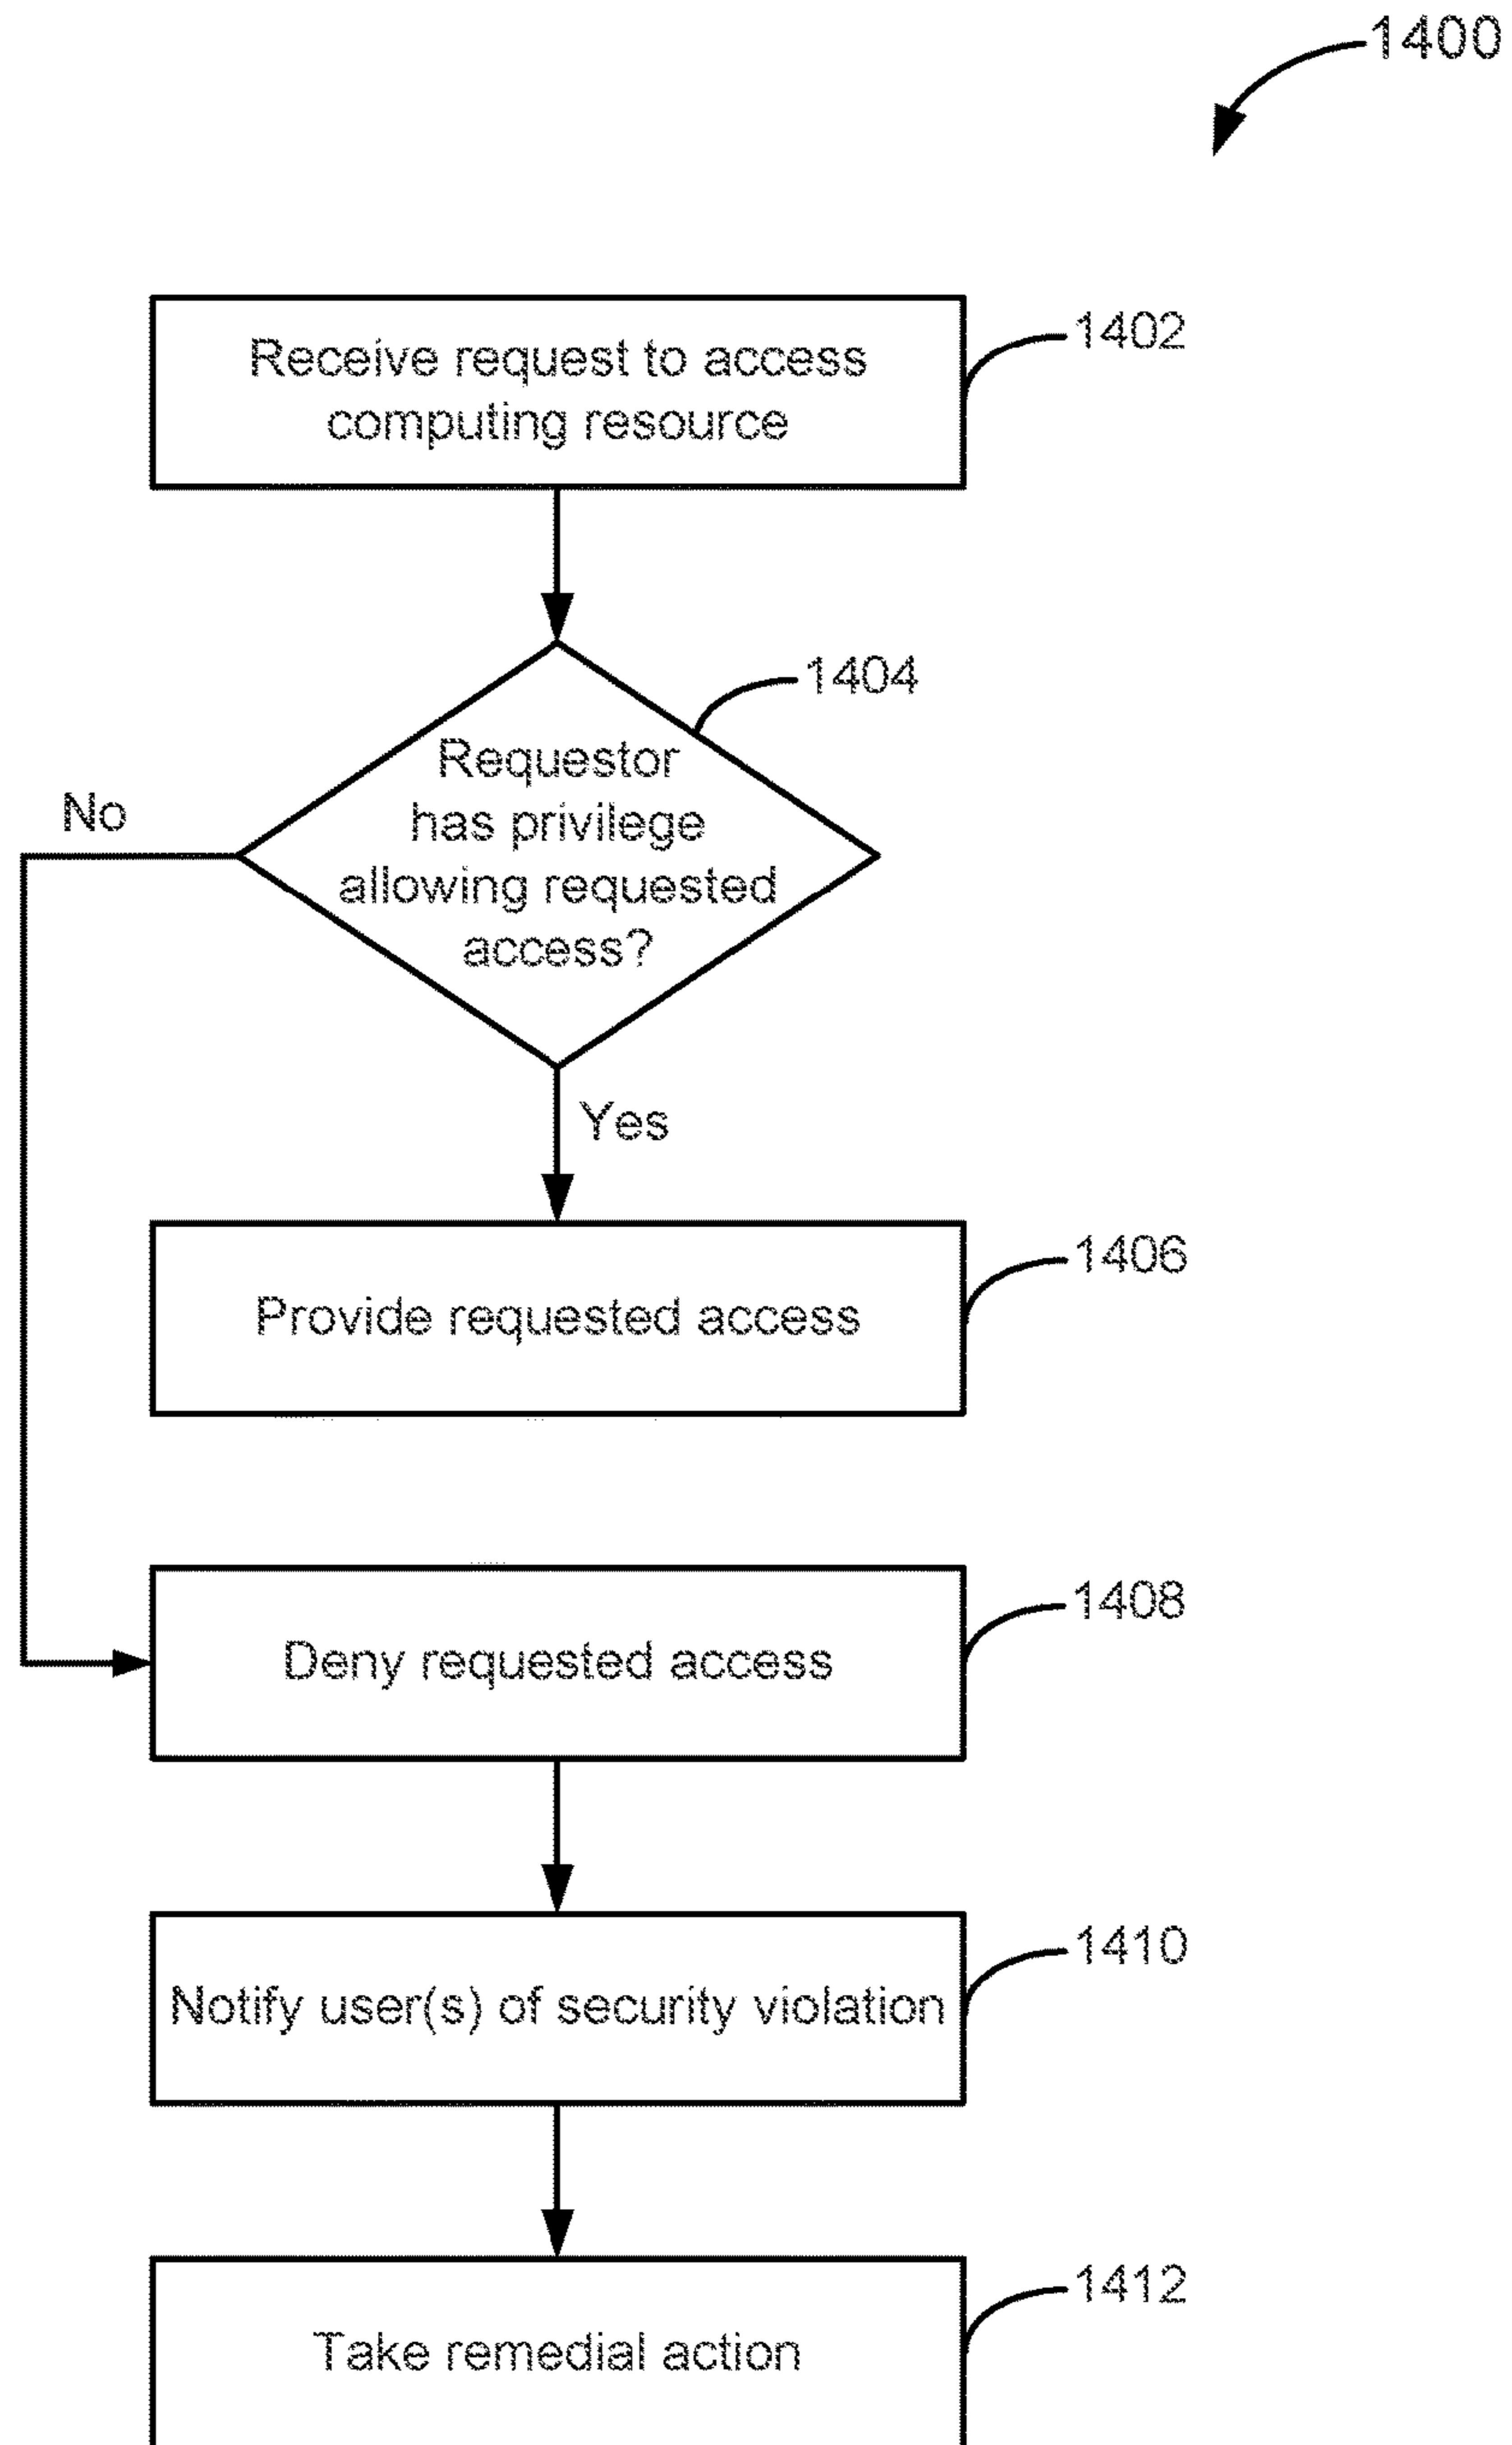 1400
Receive request to access
computing resource
1402
1404
Requestor
has privilege
allowing requested
access?
No
Yes
Provide requested access
1406
Deny requested access
1408
Notify user(s) of security violation
1410
Take remedial action
1412